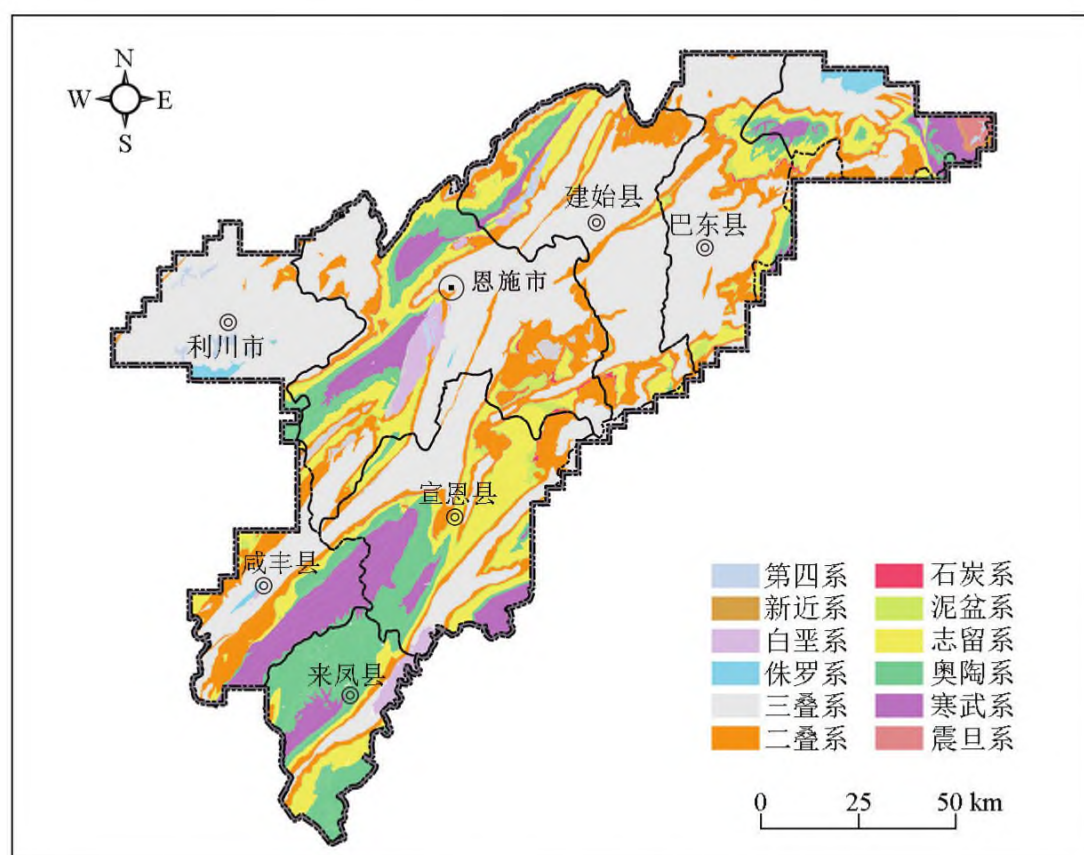 N
W E
S
建始县
巴东县
恩施市
利川市
宣恩县
咸丰县
来凤县
第四系 石炭系
新近系 泥盆系
白垩系 志留系
侏罗系 奥陶系
三叠系 寒武系
二叠系 震旦系
0 25 50 km